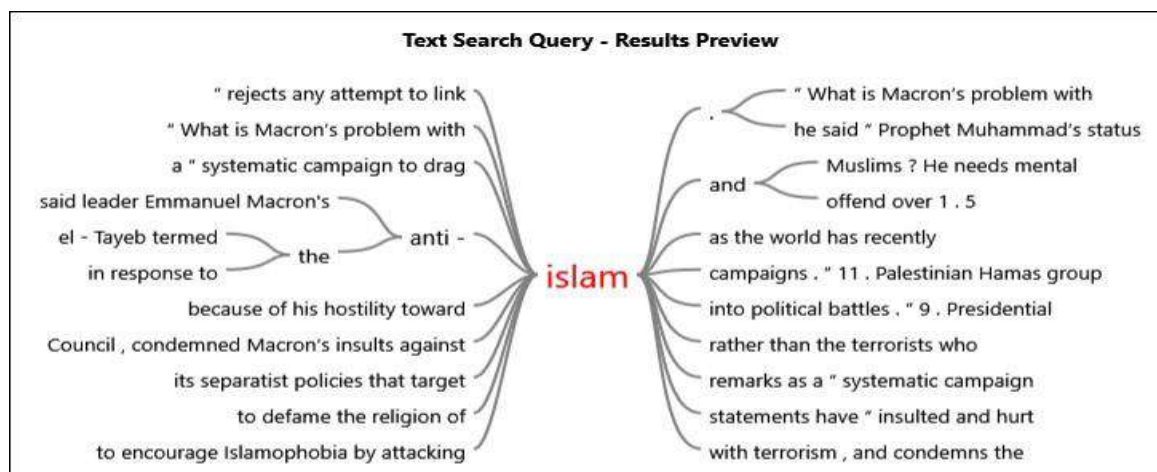 Text Search Query - Results Preview
“ rejects any attempt to link
“ What is Macron's problem with
a “ systematic campaign to drag
said leader Emmanuel Macron's
el - Tayeb termed
in response to
the
anti -
because of his hostility toward
Council , condemned Macron's insults against
its separatist policies that target
to defame the religion of
to encourage Islamophobia by attacking
islam
.
“ What is Macron's problem with
he said “ Prophet Muhammad's status
and
Muslims ? He needs mental
offend over 1 . 5
as the world has recently
campaigns . “ 11 . Palestinian Hamas group
into political battles . “ 9 . Presidential
rather than the terrorists who
remarks as a “ systematic campaign
statements have “ insulted and hurt
with terrorism , and condemns the